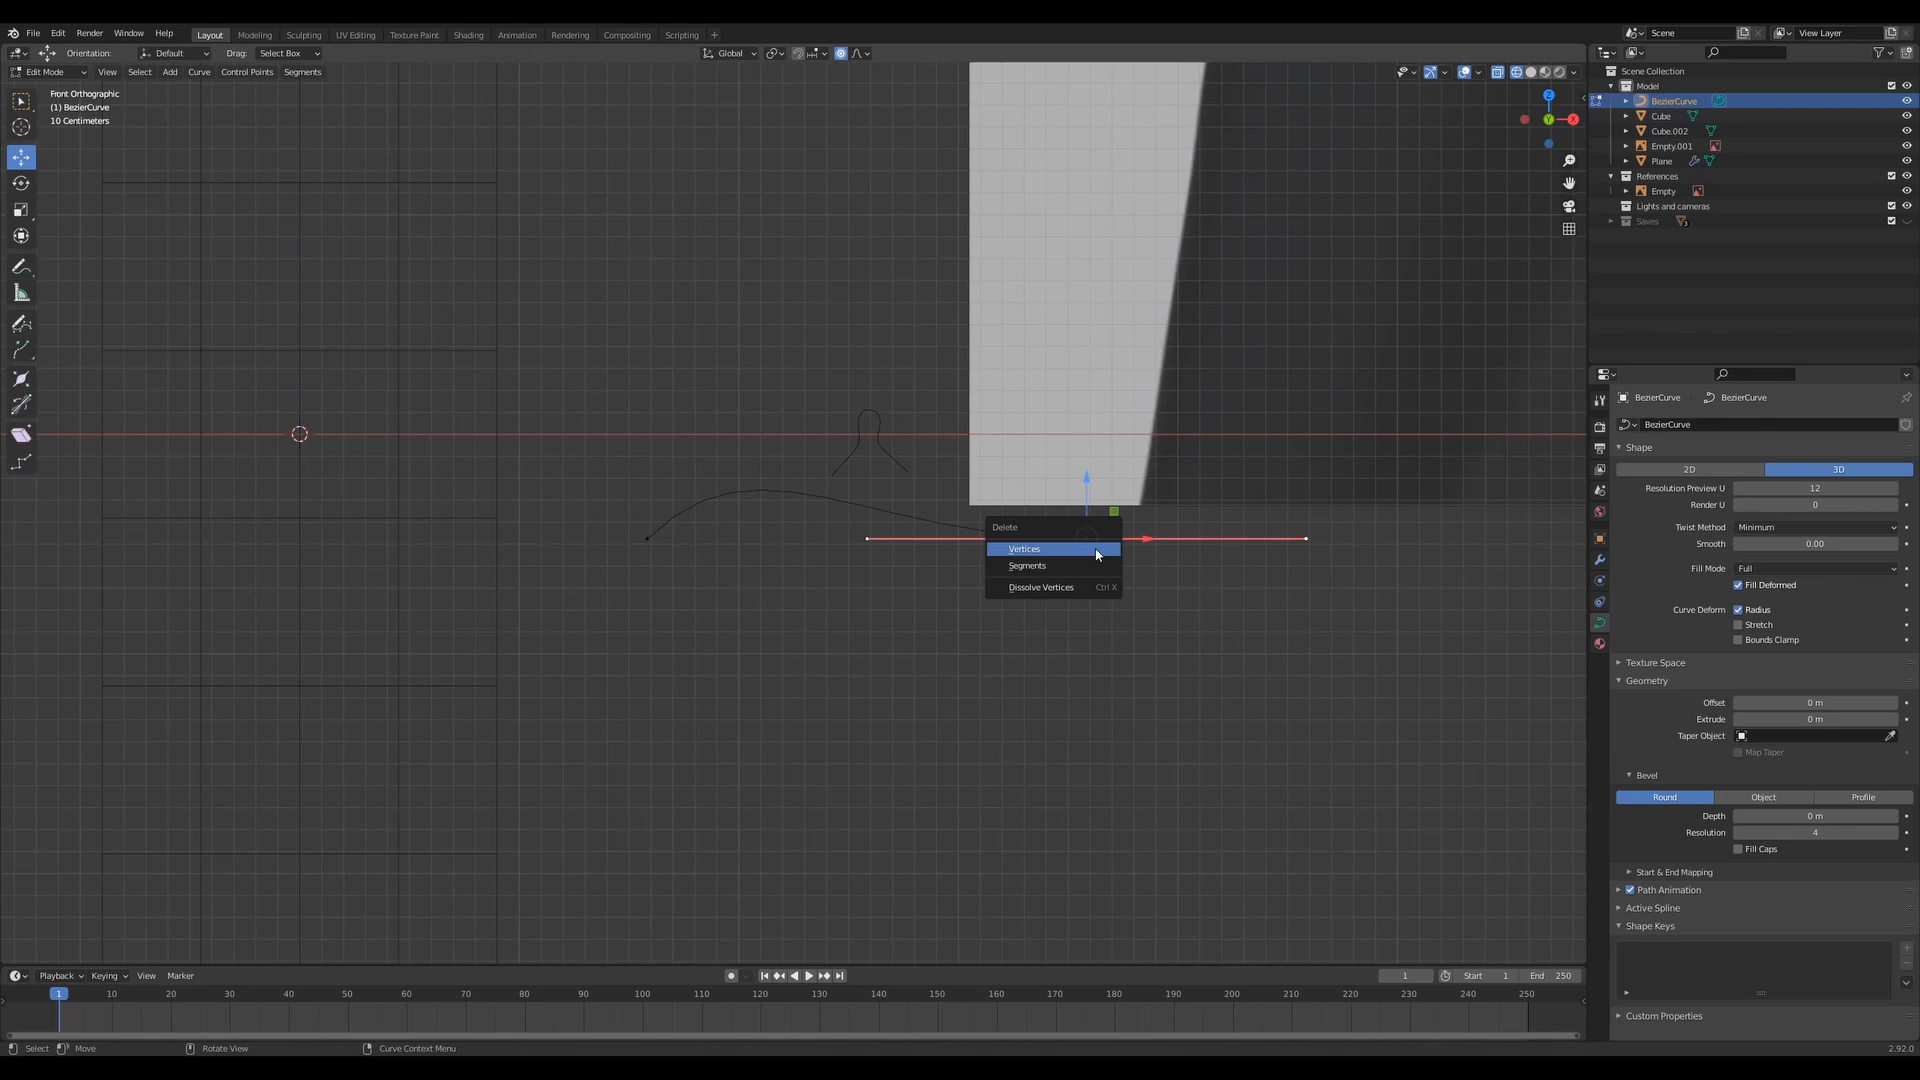 File Edit Render Window Help Layout Modeling Sculpting UV Editing Texture Paint Shading Animation Rendering Compositing Scripting + Scene View Layer
Orientation: Default Drag: Select Box Global
Edit Mode View Select Add Curve Control Points Segments
Front Orthographic
(1) BezierCurve
10 Centimeters
Z
Y
X
Delete
Vertices
Segments
Dissolve Vertices Ctrl X
Scene Collection
Model
BezierCurve
Cube
Cube.002
Empty.001
Plane
References
Empty
Lights and cameras
Saves 3
BezierCurve BezierCurve
BezierCurve
Shape
2D 3D
Resolution Preview U 12
Render U 0
Twist Method Minimum
Smooth 0.00
Fill Mode Full
Fill Deformed
Curve Deform Radius
Stretch
Bounds Clamp
Texture Space
Geometry
Offset 0 m
Extrude 0 m
Taper Object
Map Taper
Bevel
Round Object Profile
Depth 0 m
Resolution 4
Fill Caps
Start & End Mapping
Path Animation
Active Spline
Shape Keys
Custom Properties
Playback Keying View Marker 1 Start 1 End 250
1 10 20 30 40 50 60 70 80 90 100 110 120 130 140 150 160 170 180 190 200 210 220 230 240 250
Select Move Rotate View Curve Context Menu 2.92.0